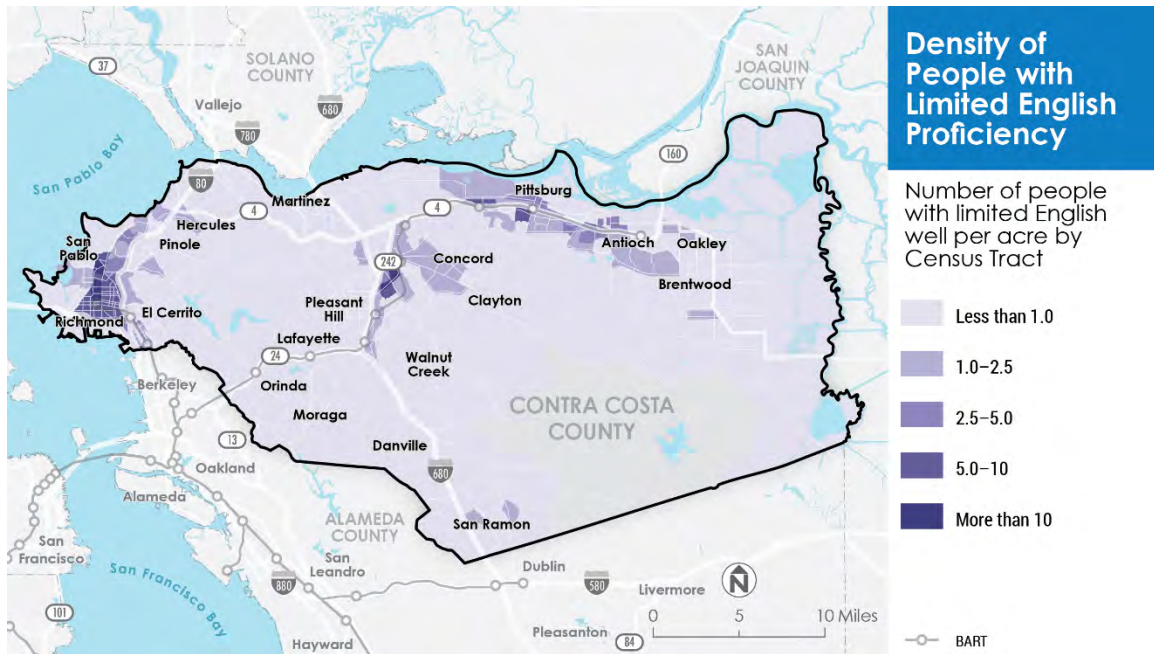 Density of
People with
Limited English
Proficiency
Number of people
with limited English
well per acre by
Census Tract
Less than 1.0
1.0–2.5
2.5–5.0
5.0–10
More than 10
BART
SOLANO
COUNTY
SAN
JOAQUIN
COUNTY
37
Vallejo
680
780
160
San Pablo Bay
80
Martinez
Pittsburg
4
4
Hercules
San
Pablo
Pinole
242
Concord
Antioch
Oakley
Clayton
Brentwood
Pleasant
Hill
El Cerrito
Richmond
Lafayette
24
Walnut
Creek
Berkeley
Orinda
Moraga
CONTRA COSTA
COUNTY
13
Danville
Oakland
680
Alameda
ALAMEDA
COUNTY
San Ramon
San
Francisco
San
Leandro
Dublin
880
580
Livermore
N
San Francisco Bay
101
Hayward
Pleasanton
84
0
5
10 Miles